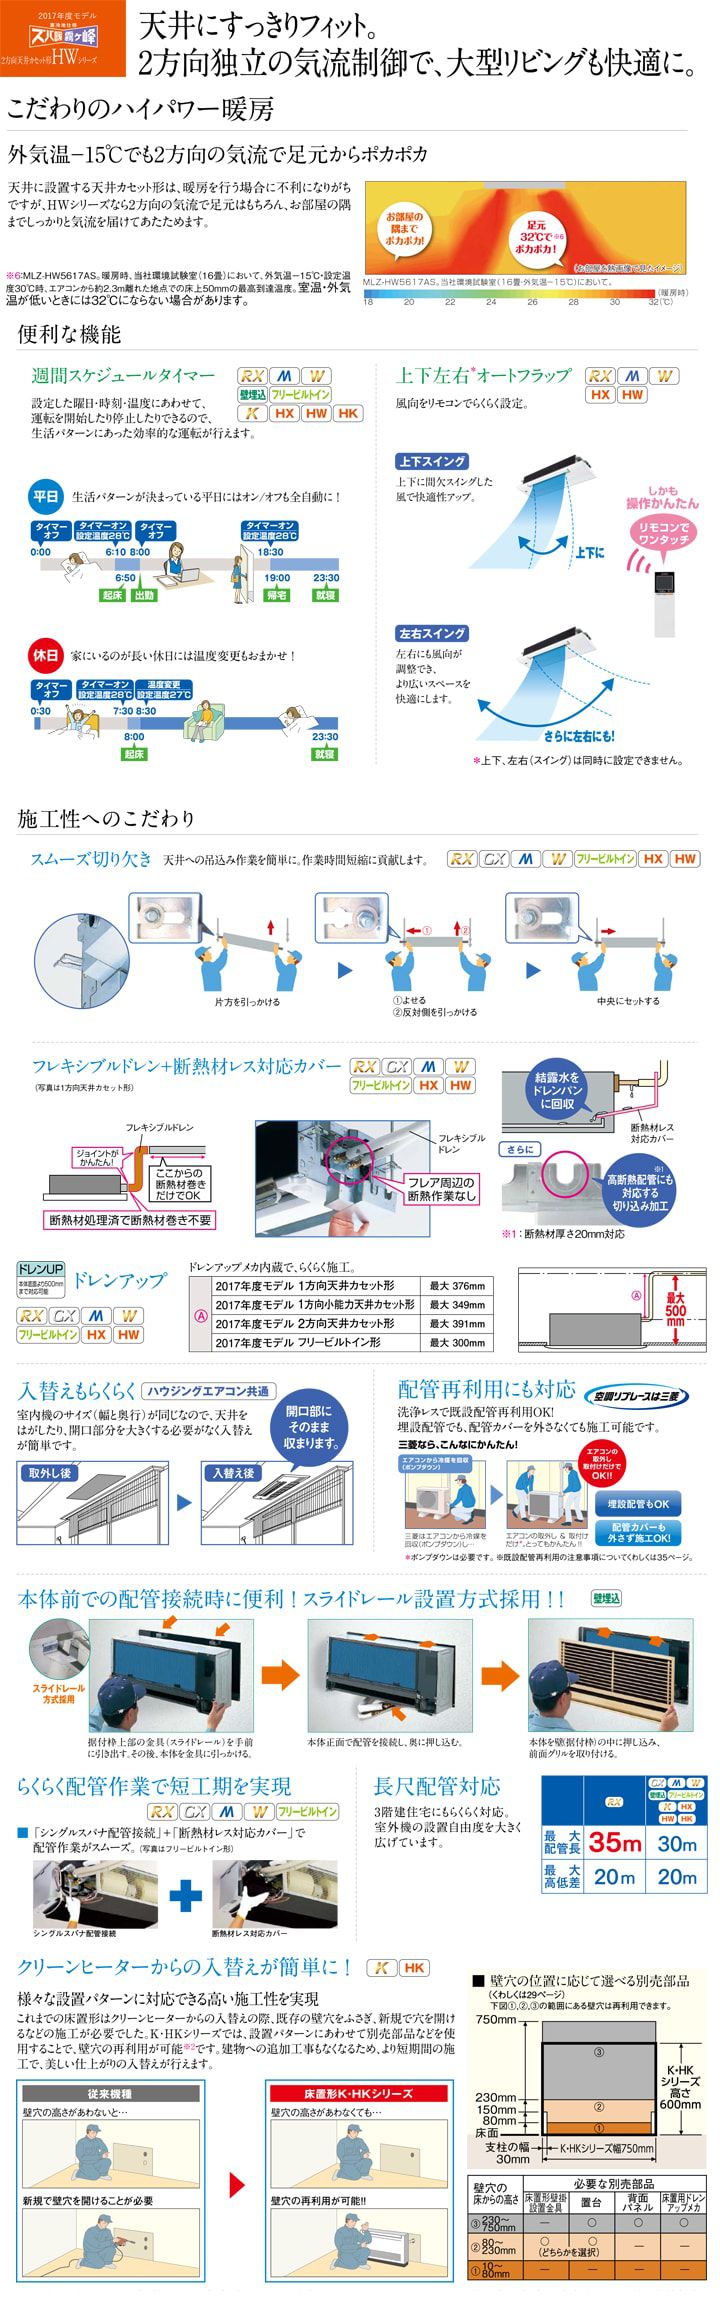 2017年度モデル
寒冷地仕様
ズバ暖 霧ヶ峰
2方向天井カセット形HWシリーズ
天井にすっきりフィット。
2方向独立の気流制御で、大型リビングも快適に。
こだわりのハイパワー暖房
外気温−15℃でも2方向の気流で足元からポカポカ
天井に設置する天井カセット形は、暖房を行う場合に不利になりがち
ですが、HWシリーズなら2方向の気流で足元はもちろん、お部屋の隅
までしっかりと気流を届けてあたためます。
※6:MLZ-HW5617AS。暖房時、当社環境試験室(16畳)において、外気温−15℃・設定温
度30℃時、エアコンから約2.3m離れた地点での床上50mmの最高到達温度。室温・外気
温が低いときには32℃にならない場合があります。
お部屋の
隅まで
ポカポカ!
足元
32℃で※6
ポカポカ!
(お部屋を熱画像で見たイメージ)
MLZ-HW5617AS。当社環境試験室(16畳・外気温−15℃)において。
(暖房時)
18 20 22 24 26 28 30 32(℃)
便利な機能
週間スケジュールタイマー
RX M W
壁埋込 フリービルトイン
K HX HW HK
設定した曜日・時刻・温度にあわせて、
運転を開始したり停止したりできるので、
生活パターンにあった効率的な運転が行えます。
平日
生活パターンが決まっている平日にはオン/オフも全自動に!
タイマーオフ
タイマーオン
設定温度28℃
タイマーオフ
タイマーオン
設定温度28℃
0:00 6:10 8:00 18:30
6:50 19:00 23:30
起床 出勤 帰宅 就寝
休日
家にいるのが長い休日には温度変更もおまかせ!
タイマーオフ
タイマーオン
設定温度28℃
温度変更
設定温度27℃
0:30 7:30 8:30
8:00 23:30
起床 就寝
上下左右*オートフラップ
RX M W
HX HW
風向をリモコンでらくらく設定。
上下スイング
上下に間欠スイングした
風で快適性アップ。
上下に
しかも
操作かんたん
リモコンで
ワンタッチ
左右スイング
左右にも風向が
調整でき、
より広いスペースを
快適にします。
さらに左右にも!
*上下、左右(スイング)は同時に設定できません。
施工性へのこだわり
スムーズ切り欠き
天井への吊込み作業を簡単に。作業時間短縮に貢献します。
RX GX M W フリービルトイン HX HW
① ②
片方を引っかける
①よせる
②反対側を引っかける
中央にセットする
フレキシブルドレン+断熱材レス対応カバー
(写真は1方向天井カセット形)
RX GX M W
フリービルトイン HX HW
フレキシブルドレン
ジョイントが
かんたん!
ここからの
断熱材巻き
だけでOK
断熱材処理済で断熱材巻き不要
フレキシブル
ドレン
フレア周辺の
断熱作業なし
結露水を
ドレンパン
に回収
断熱材レス
対応カバー
さらに
※1
高断熱配管にも
対応する
切り込み加工
※1:断熱材厚さ20mm対応
ドレンUP
本体底面より500mm
まで対応可能
ドレンアップ
RX GX M W
フリービルトイン HX HW
ドレンアップメカ内蔵で、らくらく施工。
Ⓐ
2017年度モデル 1方向天井カセット形 最大 376mm
2017年度モデル 1方向小能力天井カセット形 最大 349mm
2017年度モデル 2方向天井カセット形 最大 391mm
2017年度モデル フリービルトイン形 最大 300mm
Ⓐ
最大
500
mm
入替えもらくらく
ハウジングエアコン共通
室内機のサイズ(幅と奥行)が同じなので、天井を
はがしたり、開口部分を大きくする必要がなく入替え
が簡単です。
開口部に
そのまま
収まります。
取外し後
入替え後
配管再利用にも対応
空調リプレースは三菱
洗浄レスで既設配管再利用OK!
埋設配管でも、配管カバーを外さなくても施工可能です。
三菱なら、こんなにかんたん!
エアコンから冷媒を回収
(ポンプダウン)
エアコンの
取外し
取付けだけで
OK!!
埋設配管もOK
配管カバーも
外さず施工OK!
三菱はエアコンから冷媒を
回収(ポンプダウン)し…
エアコンの取外し & 取付け
だけ*。とってもかんたん!!
*ポンプダウンは必要です。※既設配管再利用の注意事項についてくわしくは35ページ。
本体前での配管接続時に便利!スライドレール設置方式採用!!
壁埋込
スライドレール
方式採用
据付枠上部の金具(スライドレール)を手前
に引き出す。その後、本体を金具に引っかける。
本体正面で配管を接続し、奥に押し込む。
本体を壁(据付枠)の中に押し込み、
前面グリルを取り付ける。
らくらく配管作業で短工期を実現
RX GX M W フリービルトイン
■「シングルスパナ配管接続」+「断熱材レス対応カバー」で
配管作業がスムーズ。(写真はフリービルトイン形)
シングルスパナ配管接続
断熱材レス対応カバー
長尺配管対応
3階建住宅にもらくらく対応。
室外機の設置自由度を大きく
広げています。
RX
GX M W
壁埋込 フリービルトイン
K HX
HW HK
最大配管長 35m 30m
最大高低差 20m 20m
クリーンヒーターからの入替えが簡単に!
K HK
様々な設置パターンに対応できる高い施工性を実現
これまでの床置形はクリーンヒーターからの入替えの際、既存の壁穴をふさぎ、新規で穴を開け
るなどの施工が必要でした。K・HKシリーズでは、設置パターンにあわせて別売部品などを使
用することで、壁穴の再利用が可能※2です。建物への追加工事もなくなるため、より短期間の施
工で、美しい仕上がりの入替えが行えます。
従来機種
壁穴の高さがあわないと…
新規で壁穴を開けることが必要
床置形K・HKシリーズ
壁穴の高さがあわなくても…
壁穴の再利用が可能!!
■ 壁穴の位置に応じて選べる別売部品
(くわしくは29ページ)
下図①,②,③の範囲にある壁穴は再利用できます。
750mm
③
K・HK
シリーズ
高さ
600mm
230mm
②
150mm
80mm
①
床面
支柱の幅
30mm
K・HKシリーズ幅750mm
壁穴の
床からの高さ
必要な別売部品
床置形壁掛
設置金具
置台
背面
パネル
床置用ドレン
アップメカ
③230〜
750mm
— ○ ○ ○
②80〜
230mm
○ ○
(どちらかを選択)
— —
①10〜
80mm
— — — —